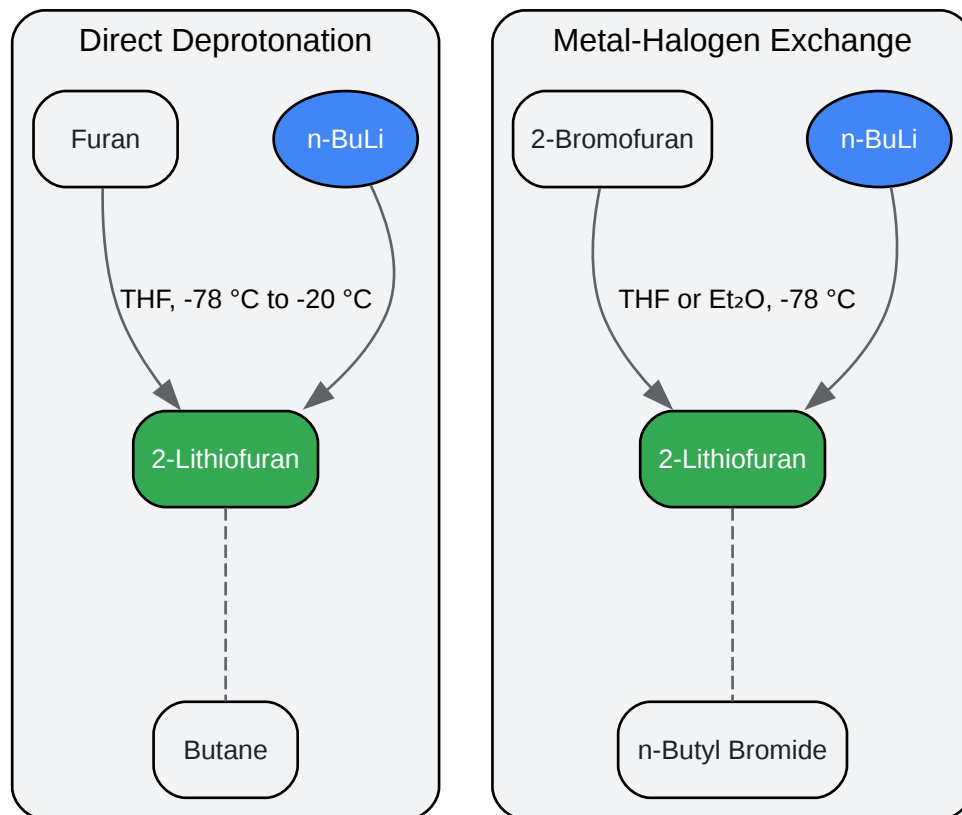 Direct Deprotonation
Furan
n-BuLi
THF, -78 °C to -20 °C
2-Lithiofuran
Butane
Metal-Halogen Exchange
2-Bromofuran
n-BuLi
THF or Et₂O, -78 °C
2-Lithiofuran
n-Butyl Bromide